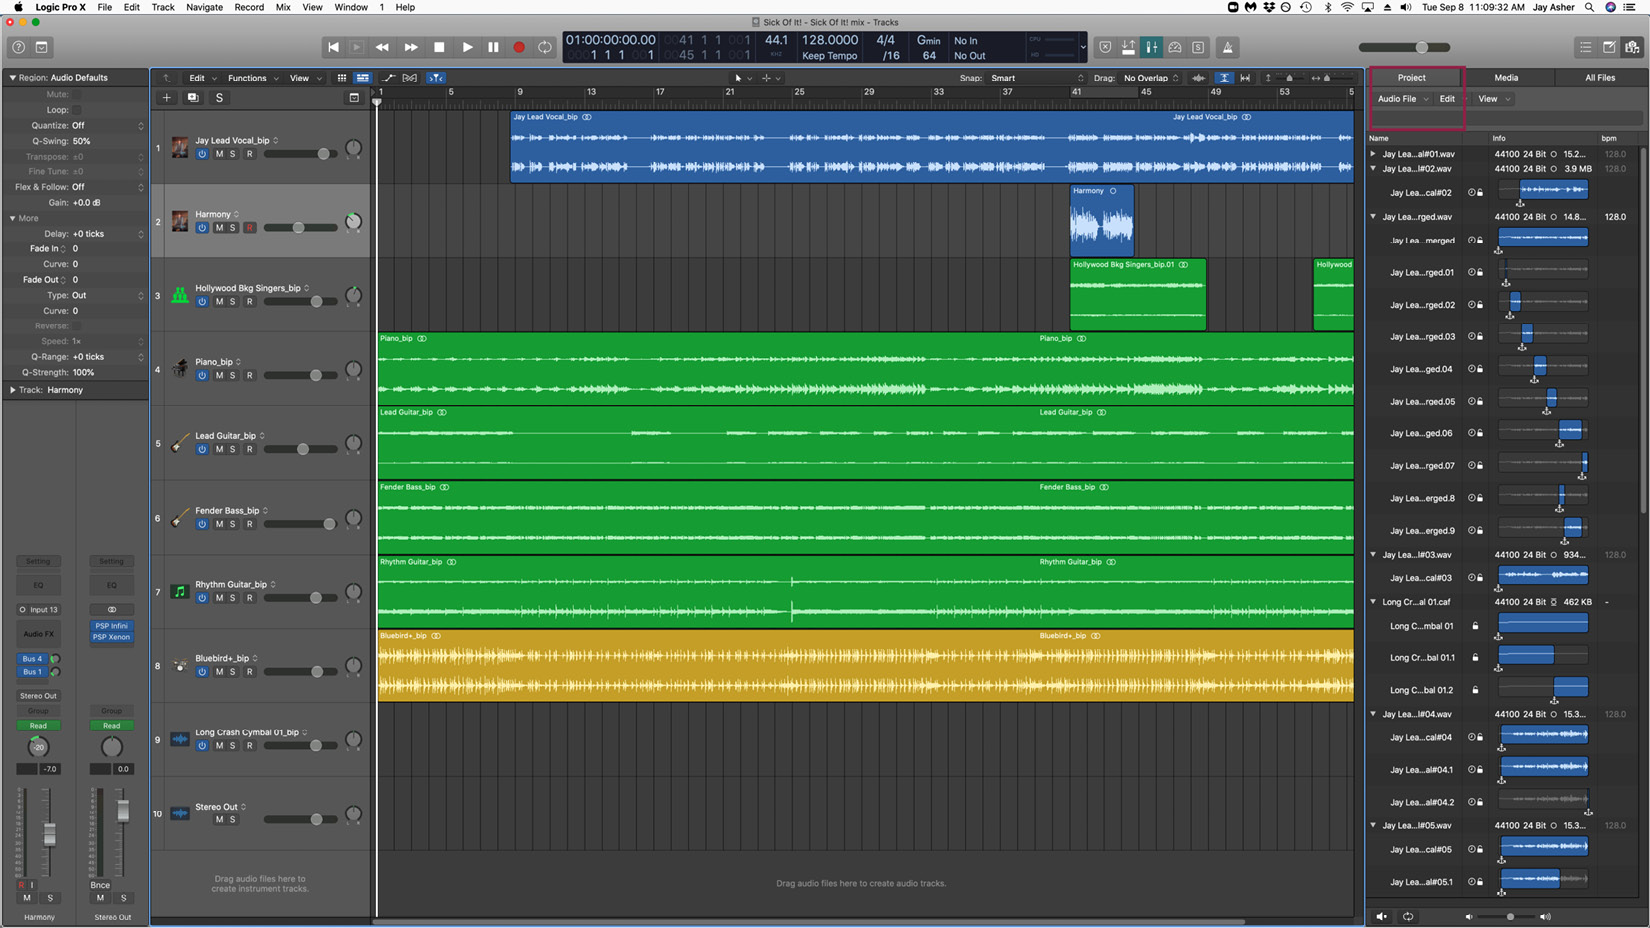 Logic Pro X File Edit Track Navigate Record Mix View Window 1 Help
Tue Sep 8 11:09:32 AM Jay Asher
Sick Of It! - Sick Of It! mix - Tracks
01:00:00:00.00 0041 1 1 001 44.1 128.0000 4/4 Gmin No In CPU
1 1 1 001 0045 1 1 001 KHZ Keep Tempo /16 64 No Out HD
Region: Audio Defaults
Mute:
Loop:
Quantize: Off
Q-Swing: 50%
Transpose: ±0
Fine Tune: ±0
Flex & Follow: Off
Gain: +0.0 dB
More
Delay: +0 ticks
Fade In 0
Curve: 0
Fade Out 0
Type: Out
Curve: 0
Reverse:
Speed: 1×
Q-Range: +0 ticks
Q-Strength: 100%
Track: Harmony
Setting Setting
EQ EQ
Input 13
Audio FX PSP Infini
PSP Xenon
Bus 4
Bus 1
Stereo Out
Group Group
Read Read
-20
-7.0 0.0
R I Bnce
M S M S
Harmony Stereo Out
Edit Functions View Snap: Smart Drag: No Overlap
S
1 5 9 13 17 21 25 29 33 37 41 45 49 53
1 Jay Lead Vocal_bip
M S R
2 Harmony
M S R
3 Hollywood Bkg Singers_bip
M S R
4 Piano_bip
M S R
5 Lead Guitar_bip
M S R
6 Fender Bass_bip
M S R
7 Rhythm Guitar_bip
M S R
8 Bluebird+_bip
M S R
9 Long Crash Cymbal 01_bip
M S R
10 Stereo Out
M S
Drag audio files here to
create instrument tracks.
Jay Lead Vocal_bip Jay Lead Vocal_bip
Harmony
Hollywood Bkg Singers_bip.01 Hollywood
Piano_bip Piano_bip
Lead Guitar_bip Lead Guitar_bip
Fender Bass_bip Fender Bass_bip
Rhythm Guitar_bip Rhythm Guitar_bip
Bluebird+_bip Bluebird+_bip
Drag audio files here to create audio tracks.
Project Media All Files
Audio File Edit View
Name Info bpm
Jay Lea...al#01.wav 44100 24 Bit 15.2... 128.0
Jay Lea...l#02.wav 44100 24 Bit 3.9 MB 128.0
Jay Lea...cal#02
Jay Lea...rged.wav 44100 24 Bit 14.8... 128.0
Jay Lea...merged
Jay Lea...rged.01
Jay Lea...rged.02
Jay Lea...rged.03
Jay Lea...ged.04
Jay Lea...rged.05
Jay Lea...ged.06
Jay Lea...rged.07
Jay Lea...erged.8
Jay Lea...erged.9
Jay Lea...l#03.wav 44100 24 Bit 934... 128.0
Jay Lea...cal#03
Long Cr...al 01.caf 44100 24 Bit 462 KB -
Long C...mbal 01
Long C...bal 01.1
Long C...bal 01.2
Jay Lea...l#04.wav 44100 24 Bit 15.3... 128.0
Jay Lea...cal#04
Jay Lea...al#04.1
Jay Lea...al#04.2
Jay Lea...l#05.wav 44100 24 Bit 15.3... 128.0
Jay Lea...cal#05
Jay Lea...al#05.1